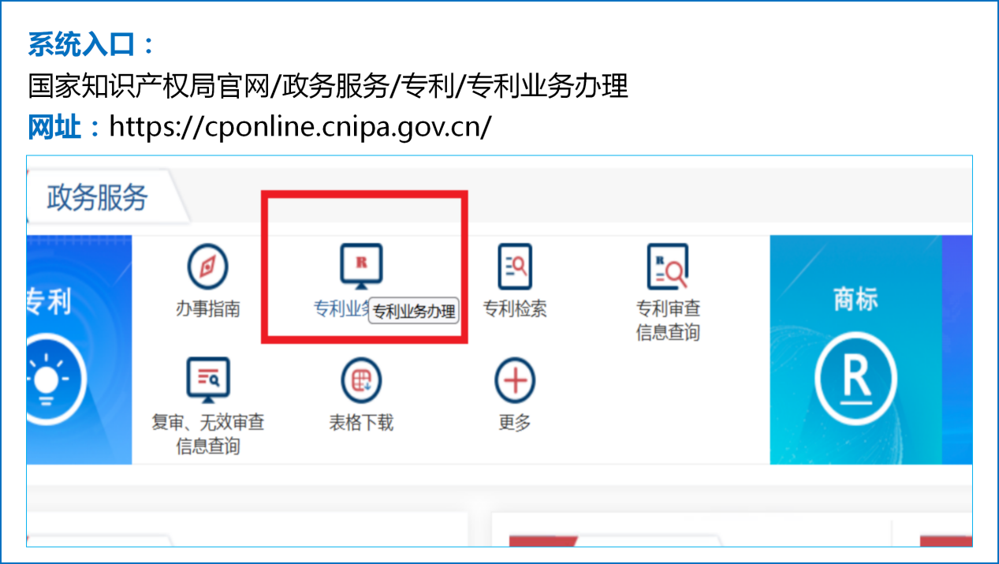 系统入口：
国家知识产权局官网/政务服务/专利/专利业务办理
网址：https://cponline.cnipa.gov.cn/
政务服务
专利
办事指南
R
专利业务
专利业务办理
专利检索
R
专利审查
信息查询
商标
R
复审、无效审查
信息查询
表格下载
更多